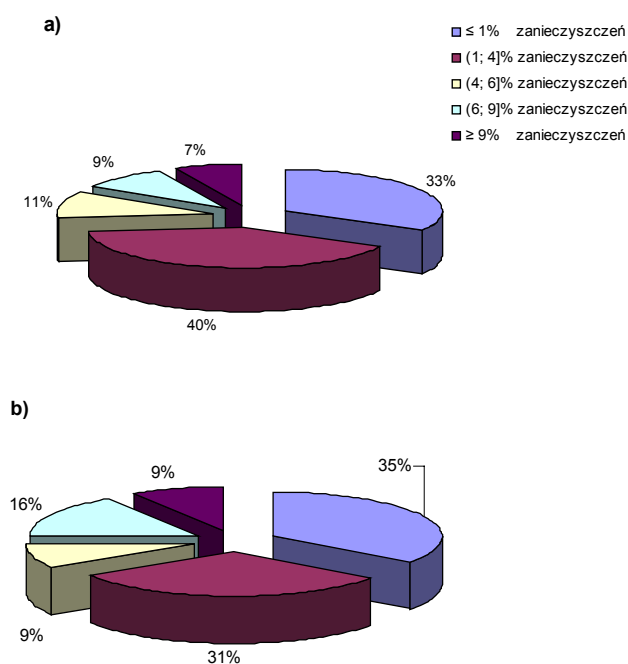 a)
≤ 1% zanieczyszczeń
(1; 4]% zanieczyszczeń
(4; 6]% zanieczyszczeń
(6; 9]% zanieczyszczeń
≥ 9% zanieczyszczeń
7%
9%
33%
11%
40%
b)
9%
35%
16%
9%
31%